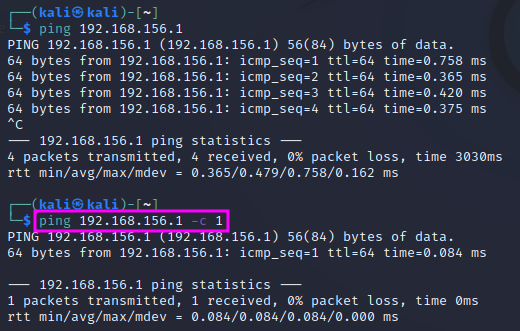 ┌──(kali㉿kali)-[~]
└─$ ping 192.168.156.1
PING 192.168.156.1 (192.168.156.1) 56(84) bytes of data.
64 bytes from 192.168.156.1: icmp_seq=1 ttl=64 time=0.758 ms
64 bytes from 192.168.156.1: icmp_seq=2 ttl=64 time=0.365 ms
64 bytes from 192.168.156.1: icmp_seq=3 ttl=64 time=0.420 ms
64 bytes from 192.168.156.1: icmp_seq=4 ttl=64 time=0.375 ms
^C
--- 192.168.156.1 ping statistics ---
4 packets transmitted, 4 received, 0% packet loss, time 3030ms
rtt min/avg/max/mdev = 0.365/0.479/0.758/0.162 ms
┌──(kali㉿kali)-[~]
└─$ ping 192.168.156.1 -c 1
PING 192.168.156.1 (192.168.156.1) 56(84) bytes of data.
64 bytes from 192.168.156.1: icmp_seq=1 ttl=64 time=0.084 ms
--- 192.168.156.1 ping statistics ---
1 packets transmitted, 1 received, 0% packet loss, time 0ms
rtt min/avg/max/mdev = 0.084/0.084/0.084/0.000 ms